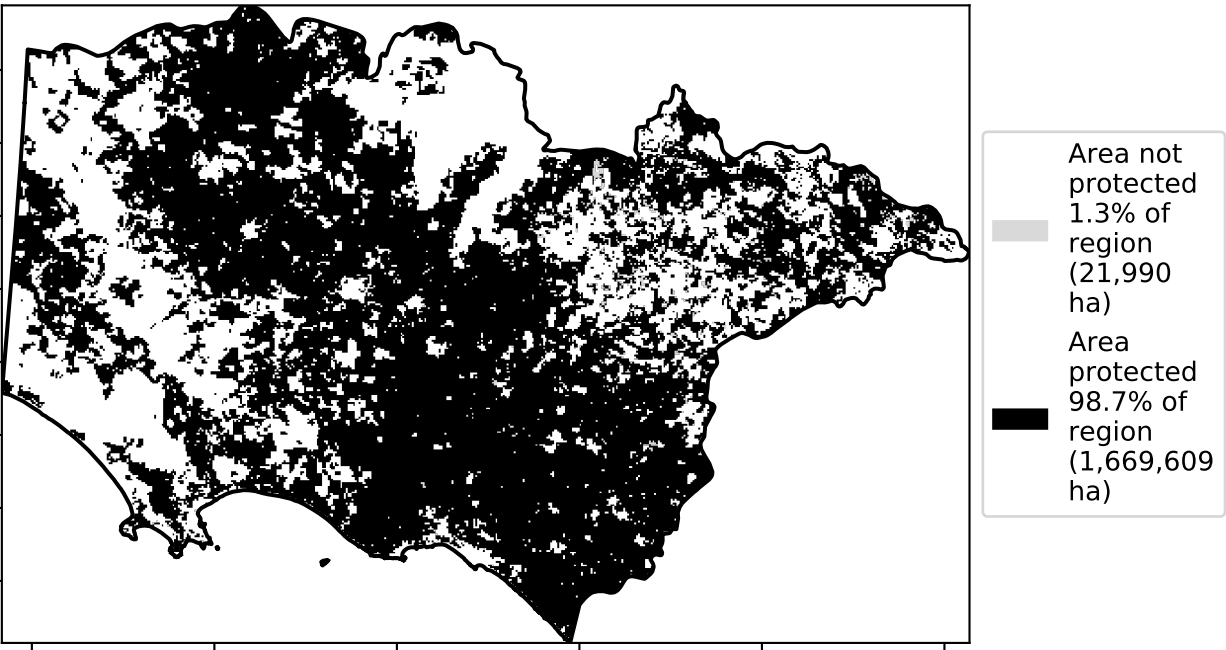 Area not
protected
1.3% of
region
(21,990
ha)
Area
protected
98.7% of
region
(1,669,609
ha)